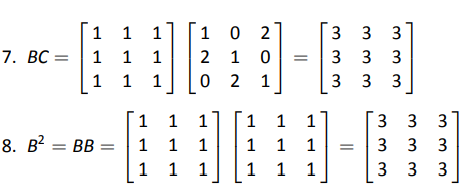 1 1 1 1 0 2 3 3 3
7. BC = 1 1 1 2 1 0 = 3 3 3
1 1 1 0 2 1 3 3 3
1 1 1 1 1 1 3 3 3
8. B² = BB = 1 1 1 1 1 1 = 3 3 3
1 1 1 1 1 1 3 3 3